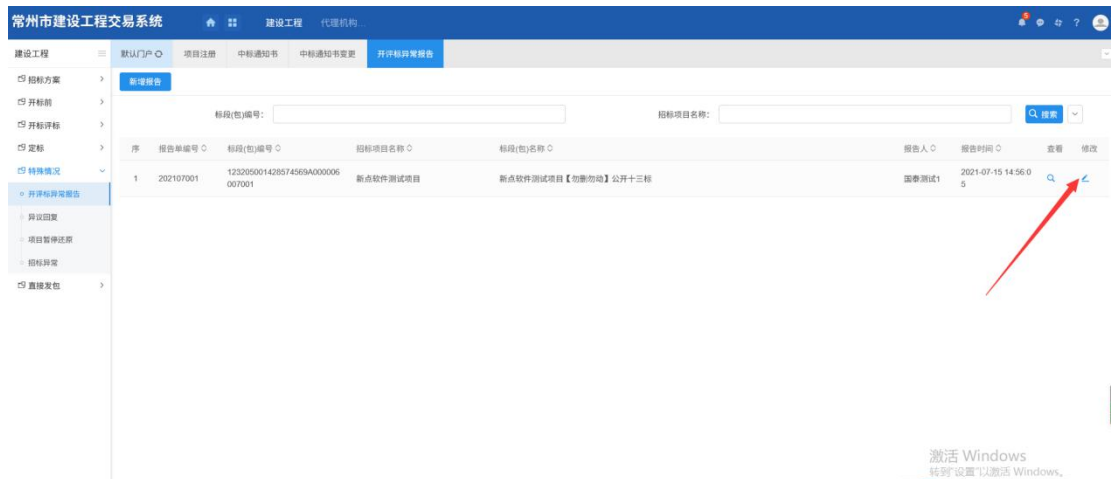 常州市建设工程交易系统 建设工程 代理机构...
5 ?
建设工程 默认门户 项目注册 中标通知书 中标通知书变更 开评标异常报告
招标方案
开标前
开标评标
定标
特殊情况
开评标异常报告
异议回复
项目暂停还原
招标异常
直接发包
新增报告
标段(包)编号: 招标项目名称: 搜索
序 报告单编号 标段(包)编号 招标项目名称 标段(包)名称 报告人 报告时间 查看 修改
1 202107001 123205001428574569A000006 新点软件测试项目 新点软件测试项目【勿删勿动】公开十三标 国泰测试1 2021-07-15 14:56:0
007001 5
激活 Windows
转到"设置"以激活 Windows。